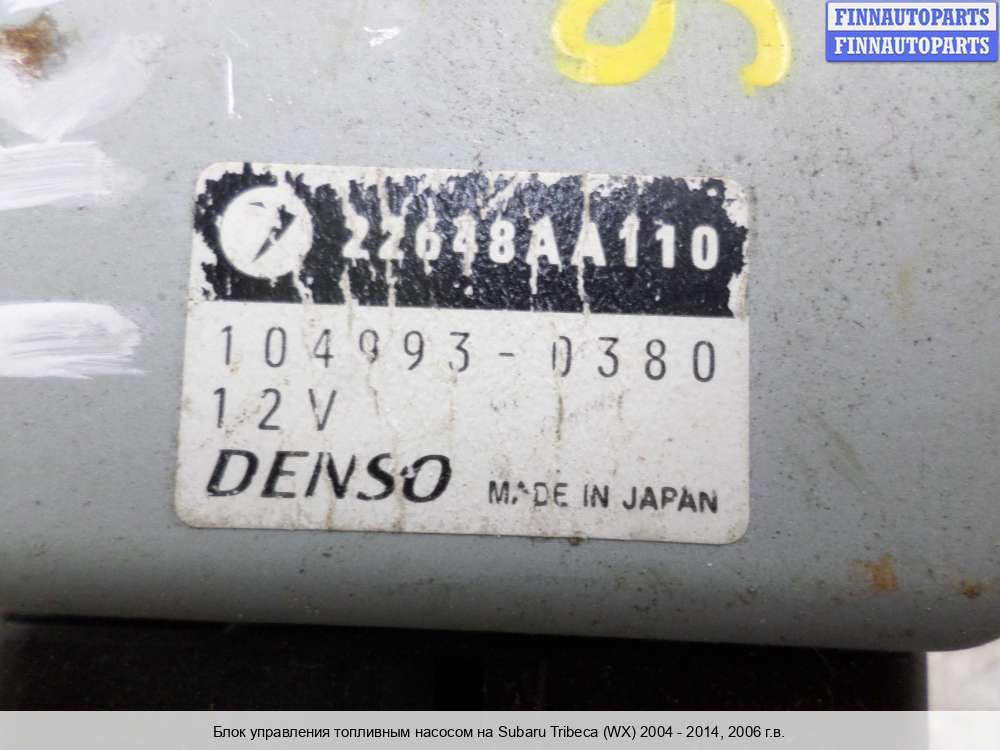 FINNAUTOPARTS
FINNAUTOPARTS
22648AA110
104993-0380
12V
DENSO
MADE IN JAPAN
Блок управления топливным насосом на Subaru Tribeca (WX) 2004 - 2014, 2006 г.в.